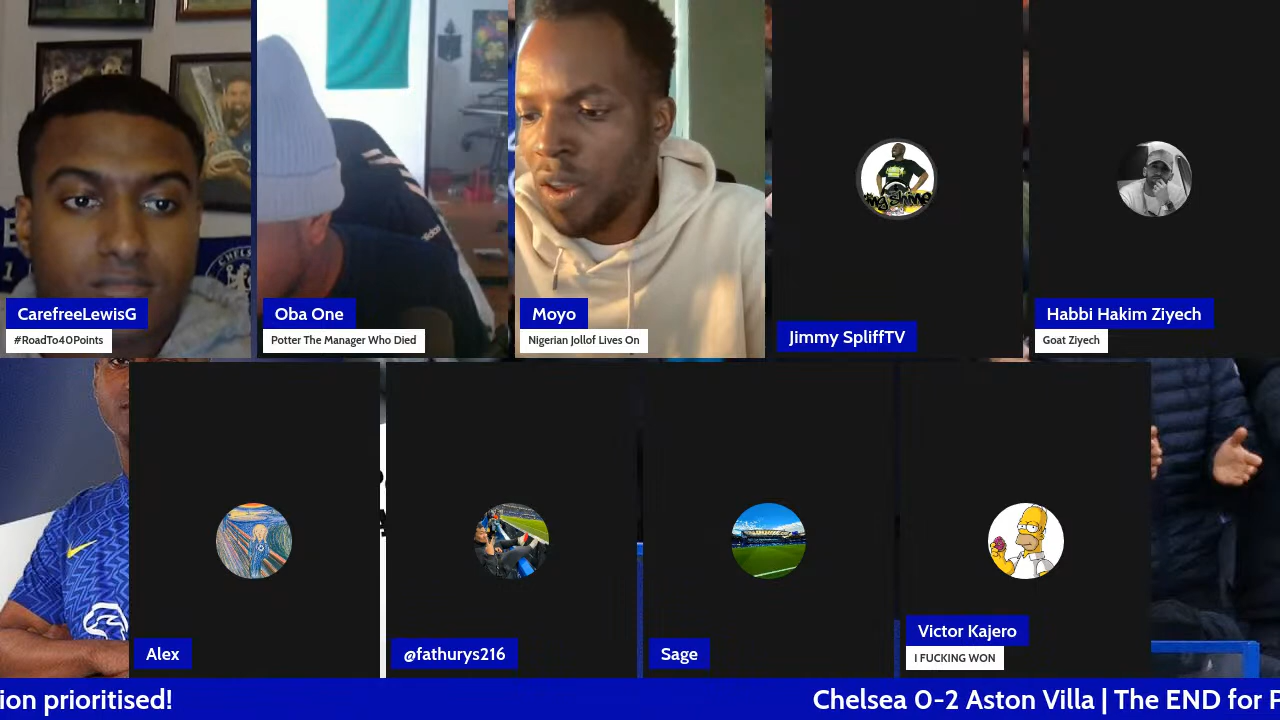 CarefreeLewisG
#RoadTo40Points
Oba One
Potter The Manager Who Died
Moyo
Nigerian Jollof Lives On
Jimmy SpliffTV
Habbi Hakim Ziyech
Goat Ziyech
Alex
@fathurys216
Sage
Victor Kajero
I FUCKING WON
ion prioritised!
Chelsea 0-2 Aston Villa | The END for P